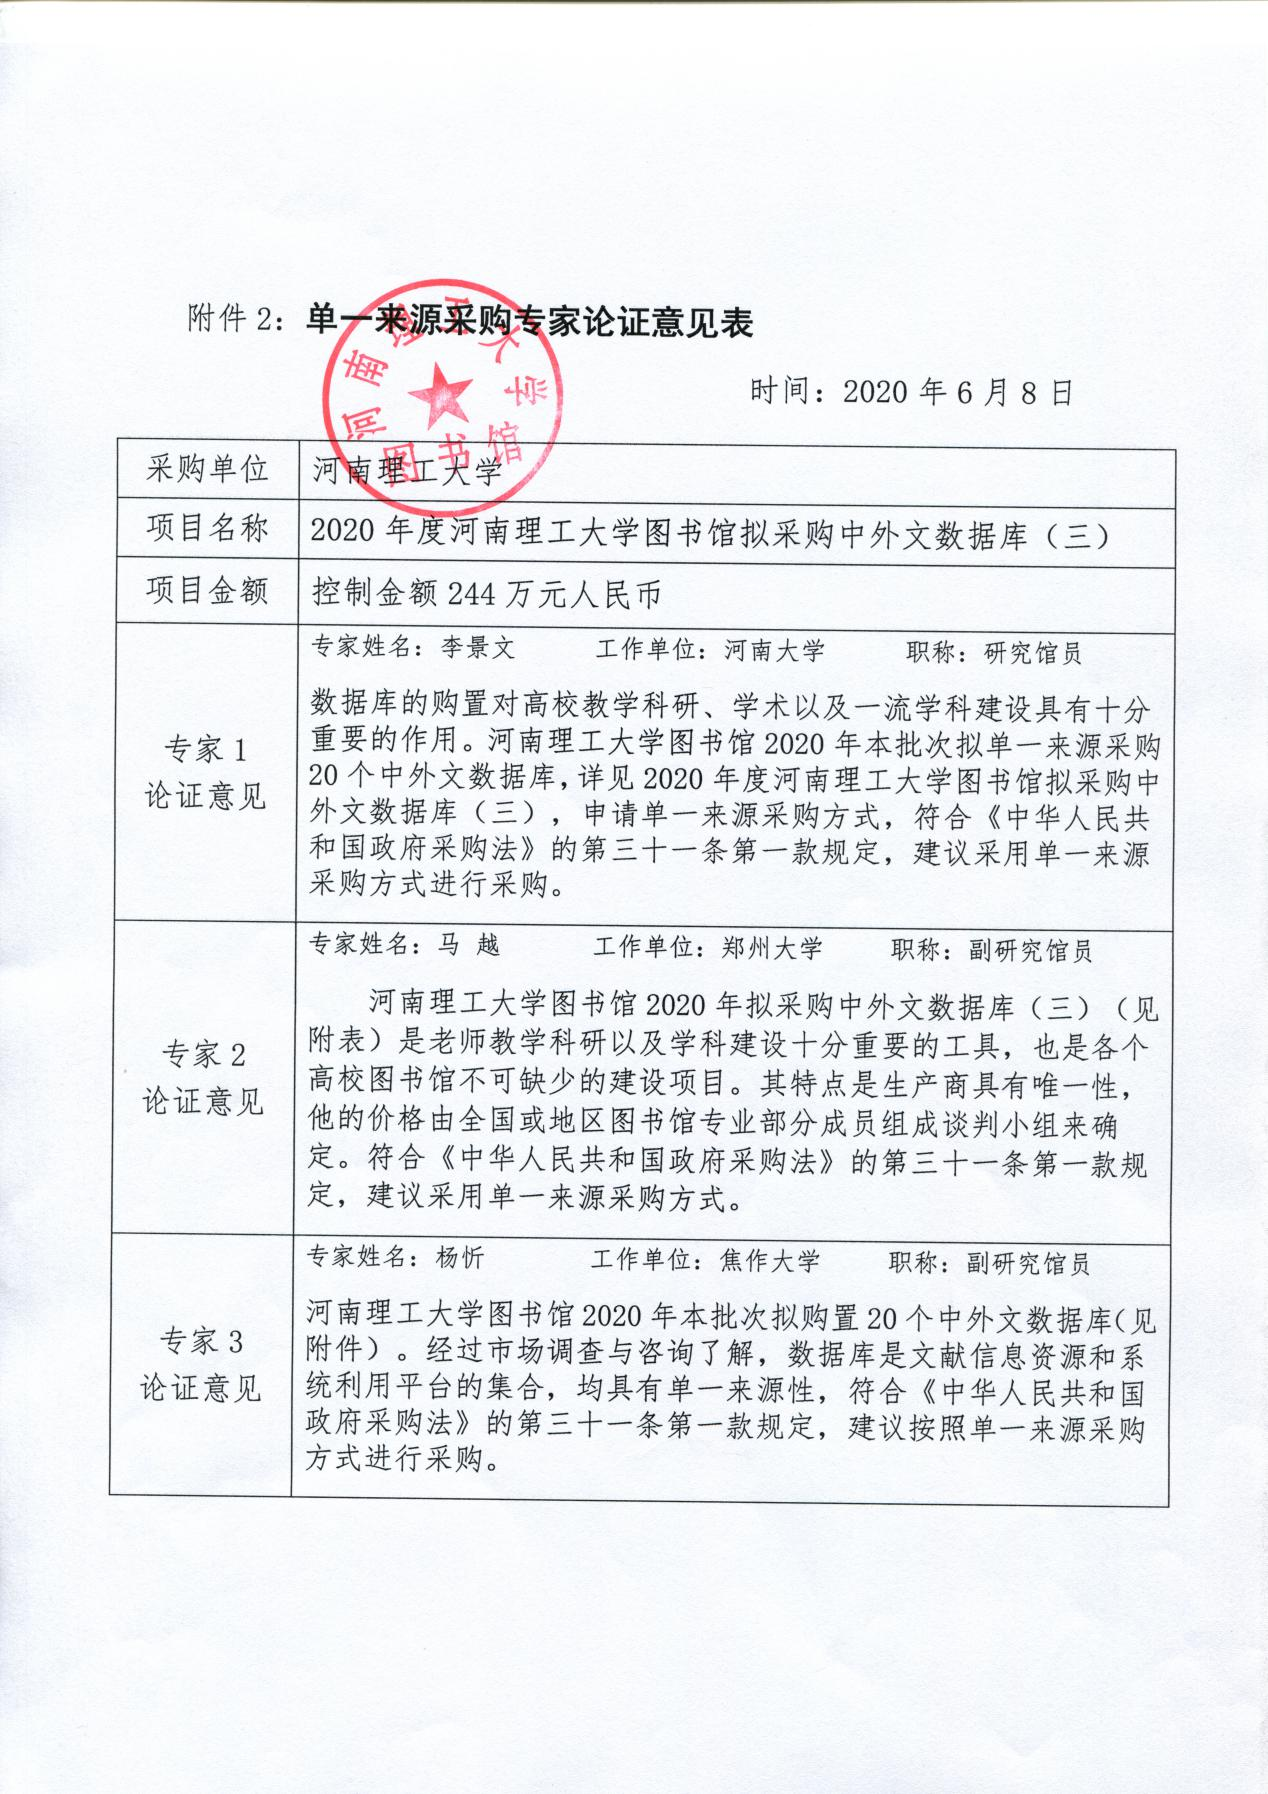 附件2：单一来源采购专家论证意见表
河南理工大学
图书馆
时间：2020年6月8日
采购单位 河南理工大学
项目名称 2020年度河南理工大学图书馆拟采购中外文数据库（三）
项目金额 控制金额244万元人民币
专家1
论证意见
专家姓名：李景文 工作单位：河南大学 职称：研究馆员
数据库的购置对高校教学科研、学术以及一流学科建设具有十分
重要的作用。河南理工大学图书馆2020年本批次拟单一来源采购
20个中外文数据库，详见2020年度河南理工大学图书馆拟采购中
外文数据库（三），申请单一来源采购方式，符合《中华人民共
和国政府采购法》的第三十一条第一款规定，建议采用单一来源
采购方式进行采购。
专家2
论证意见
专家姓名：马 越 工作单位：郑州大学 职称：副研究馆员
河南理工大学图书馆2020年拟采购中外文数据库（三）（见
附表）是老师教学科研以及学科建设十分重要的工具，也是各个
高校图书馆不可缺少的建设项目。其特点是生产商具有唯一性，
他的价格由全国或地区图书馆专业部分成员组成谈判小组来确
定。符合《中华人民共和国政府采购法》的第三十一条第一款规
定，建议采用单一来源采购方式。
专家3
论证意见
专家姓名：杨忻 工作单位：焦作大学 职称：副研究馆员
河南理工大学图书馆2020年本批次拟购置20个中外文数据库（见
附件）。经过市场调查与咨询了解，数据库是文献信息资源和系
统利用平台的集合，均具有单一来源性，符合《中华人民共和国
政府采购法》的第三十一条第一款规定，建议按照单一来源采购
方式进行采购。